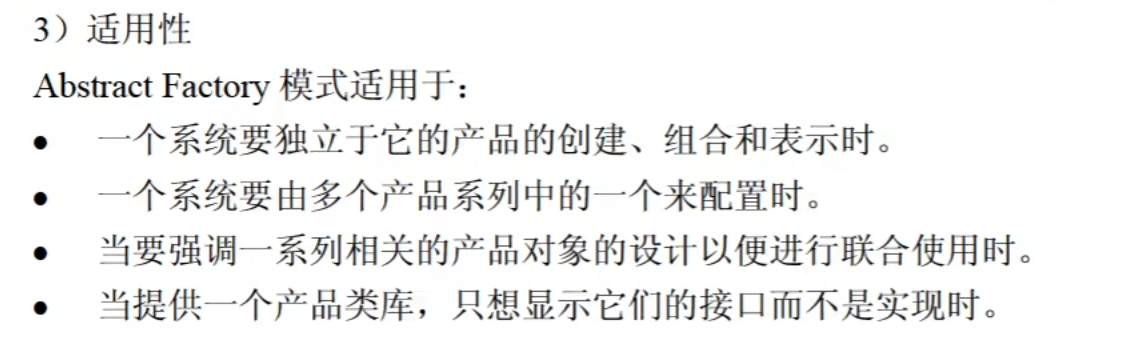 3）适用性
Abstract Factory 模式适用于：
● 一个系统要独立于它的产品的创建、组合和表示时。
● 一个系统要由多个产品系列中的一个来配置时。
● 当要强调一系列相关的产品对象的设计以便进行联合使用时。
● 当提供一个产品类库，只想显示它们的接口而不是实现时。